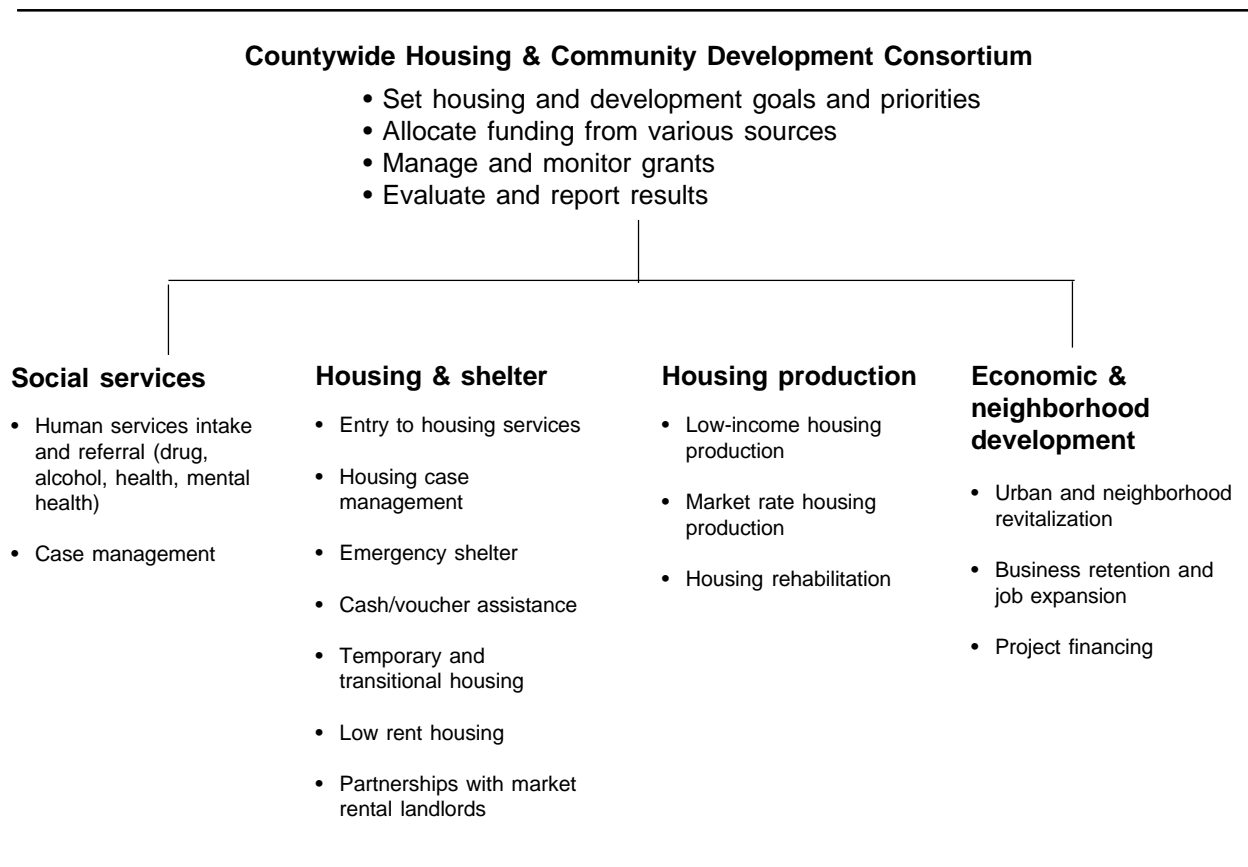 Countywide Housing & Community Development Consortium
• Set housing and development goals and priorities
• Allocate funding from various sources
• Manage and monitor grants
• Evaluate and report results
Social services
• Human services intake
and referral (drug,
alcohol, health, mental
health)
• Case management
Housing & shelter
• Entry to housing services
• Housing case
management
• Emergency shelter
• Cash/voucher assistance
• Temporary and
transitional housing
• Low rent housing
• Partnerships with market
rental landlords
Housing production
• Low-income housing
production
• Market rate housing
production
• Housing rehabilitation
Economic &
neighborhood
development
• Urban and neighborhood
revitalization
• Business retention and
job expansion
• Project financing